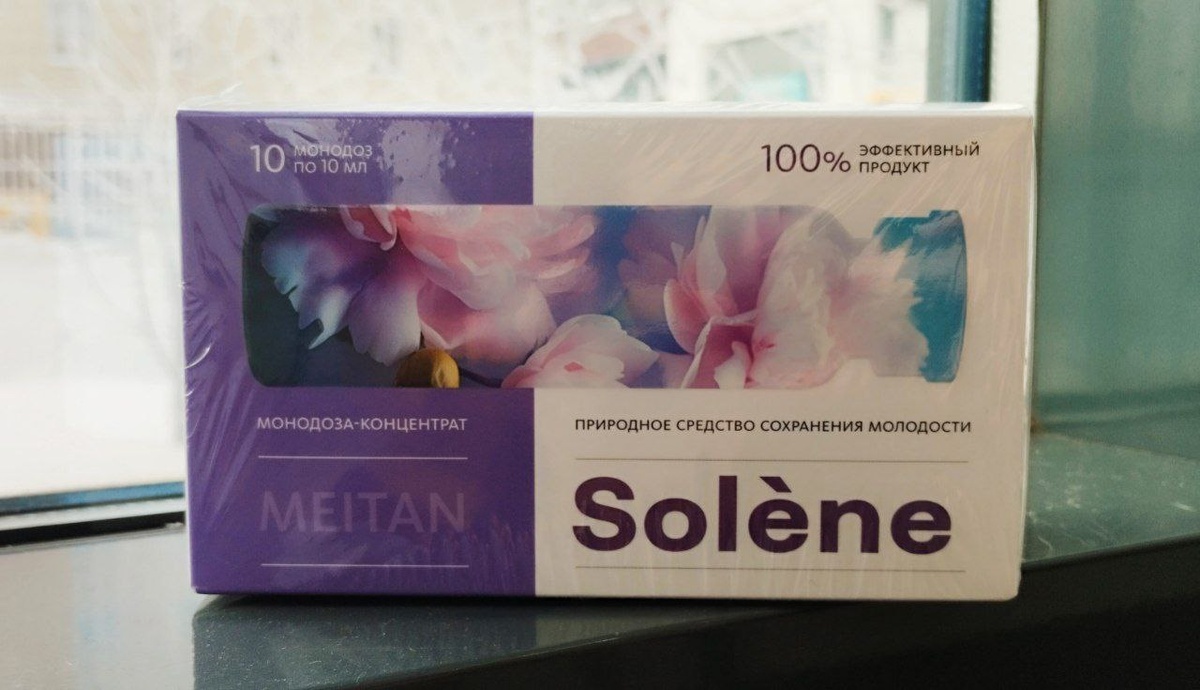 10 МОНОДОЗ
ПО 10 МЛ
100% ЭФФЕКТИВНЫЙ
ПРОДУКТ
МОНОДОЗА-КОНЦЕНТРАТ
MEITAN
ПРИРОДНОЕ СРЕДСТВО СОХРАНЕНИЯ МОЛОДОСТИ
Solène